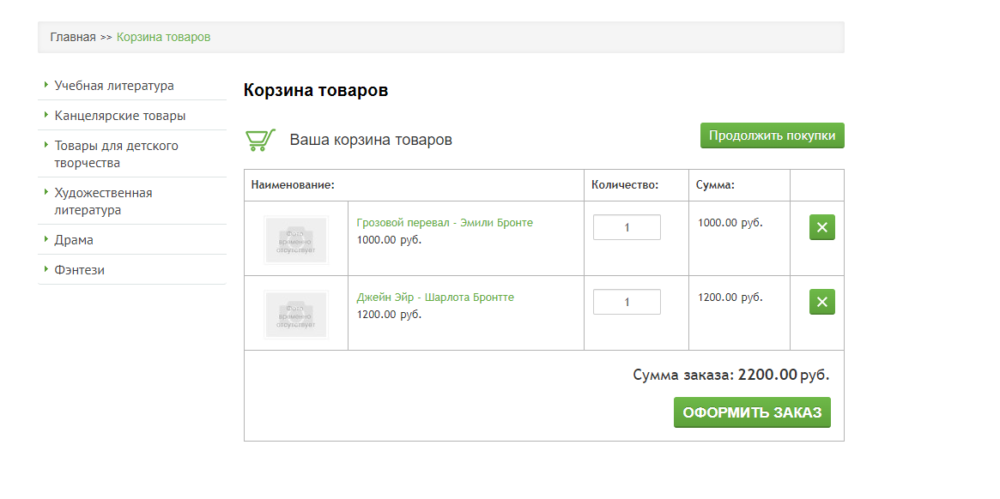 Главная >> Корзина товаров
Учебная литература
Канцелярские товары
Товары для детского
творчества
Художественная
литература
Драма
Фэнтези
Корзина товаров
Ваша корзина товаров
Продолжить покупки
Наименование: Количество: Сумма:
Фото
временно
отсутствует
Грозовой перевал - Эмили Бронте
1000.00 руб.
1
1000.00 руб.
Фото
временно
отсутствует
Джейн Эйр - Шарлота Бронтте
1200.00 руб.
1
1200.00 руб.
Сумма заказа: 2200.00 руб.
ОФОРМИТЬ ЗАКАЗ